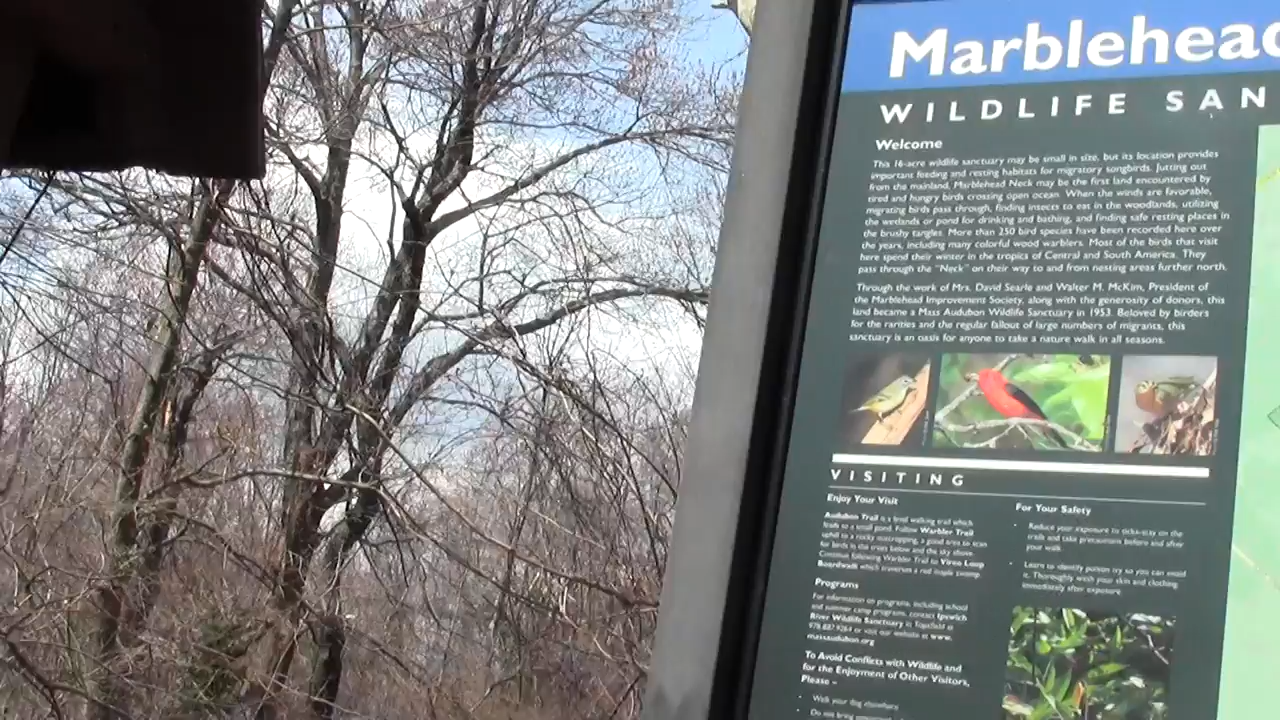 Marblehead
WILDLIFE SAN
Welcome
This 16-acre wildlife sanctuary may be small in size, but its location provides
important feeding and resting habitats for migratory songbirds. Jutting out
from the mainland, Marblehead Neck may be the first land encountered by
tired and hungry birds crossing open ocean. When the winds are favorable,
migrating birds pass through, finding insects to eat in the woodlands, utilizing
the wetlands or pond for drinking and bathing, and finding safe resting places in
the brushy tangles. More than 250 bird species have been recorded here over
the years, including many colorful wood warblers. Most of the birds that visit
here spend their winter in the tropics of Central and South America. They
pass through the "Neck" on their way to and from nesting areas further north.
Through the work of Mrs. David Searle and Walter M. McKim, President of
the Marblehead Improvement Society, along with the generosity of donors, this
land became a Mass Audubon Wildlife Sanctuary in 1953. Beloved by birders
for the rarities and the regular fallout of large numbers of migrants, this
sanctuary is an oasis for anyone to take a nature walk in all seasons.
VISITING
Enjoy Your Visit
Audubon Trail is a level walking trail which
leads to a small pond. Follow Warbler Trail
uphill to a rocky outcropping, a good area to scan
for birds in the trees below and the sky above.
Continue following Warbler Trail to Vireo Loop
Boardwalk which traverses a red maple swamp.
Programs
For information on programs, including school
and summer camp programs, contact Ipswich
River Wildlife Sanctuary in Topsfield at
978-887-9264 or visit our website at www.
massaudubon.org
To Avoid Conflicts with Wildlife and
for the Enjoyment of Other Visitors,
Please –
• Walk your dog elsewhere
• Do not bring
For Your Safety
• Reduce your exposure to ticks-stay on the
trails and take precautions before and after
your walk.
• Learn to identify poison ivy so you can avoid
it. Thoroughly wash your skin and clothing
immediately after exposure.